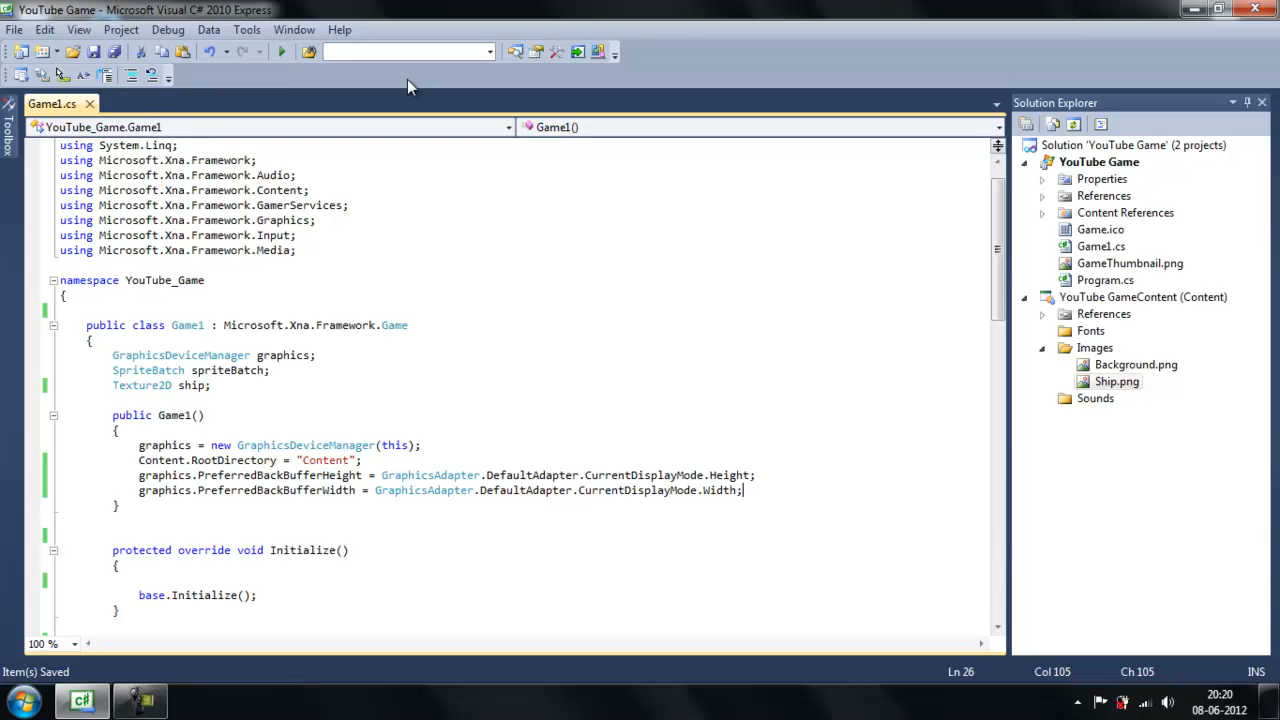 YouTube Game - Microsoft Visual C# 2010 Express
File Edit View Project Debug Data Tools Window Help
Game1.cs
Toolbox
YouTube_Game.Game1
Game1()
using System.Linq;
using Microsoft.Xna.Framework;
using Microsoft.Xna.Framework.Audio;
using Microsoft.Xna.Framework.Content;
using Microsoft.Xna.Framework.GamerServices;
using Microsoft.Xna.Framework.Graphics;
using Microsoft.Xna.Framework.Input;
using Microsoft.Xna.Framework.Media;
namespace YouTube_Game
{
public class Game1 : Microsoft.Xna.Framework.Game
{
GraphicsDeviceManager graphics;
SpriteBatch spriteBatch;
Texture2D ship;
public Game1()
{
graphics = new GraphicsDeviceManager(this);
Content.RootDirectory = "Content";
graphics.PreferredBackBufferHeight = GraphicsAdapter.DefaultAdapter.CurrentDisplayMode.Height;
graphics.PreferredBackBufferWidth = GraphicsAdapter.DefaultAdapter.CurrentDisplayMode.Width;
}
protected override void Initialize()
{
base.Initialize();
}
100 %
Solution Explorer
Solution 'YouTube Game' (2 projects)
YouTube Game
Properties
References
Content References
Game.ico
Game1.cs
GameThumbnail.png
Program.cs
YouTube GameContent (Content)
References
Fonts
Images
Background.png
Ship.png
Sounds
Item(s) Saved
Ln 26
Col 105
Ch 105
INS
C#
20:20
08-06-2012